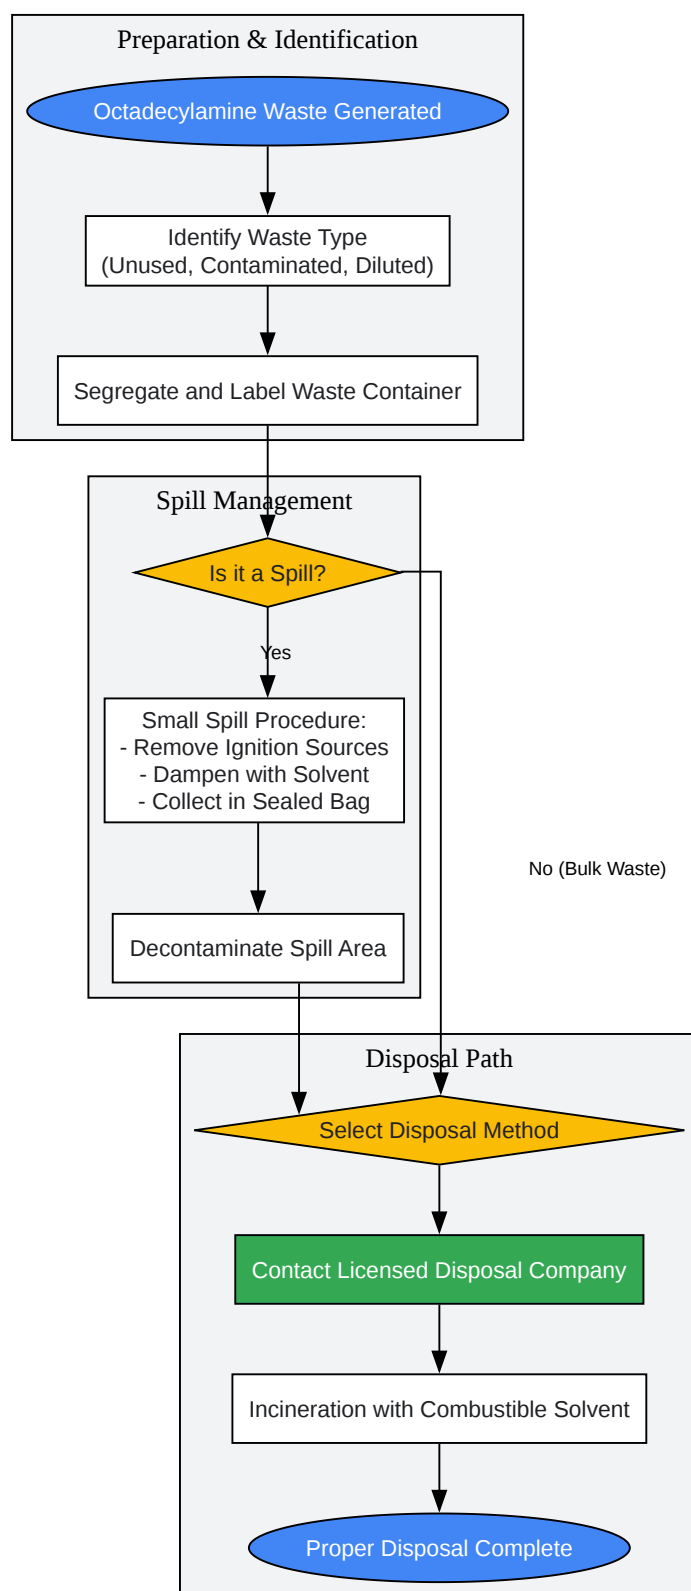 Preparation & Identification
Octadecylamine Waste Generated
Identify Waste Type
(Unused, Contaminated, Diluted)
Segregate and Label Waste Container
Spill Management
Is it a Spill?
Yes
Small Spill Procedure:
- Remove Ignition Sources
- Dampen with Solvent
- Collect in Sealed Bag
No (Bulk Waste)
Decontaminate Spill Area
Disposal Path
Select Disposal Method
Contact Licensed Disposal Company
Incineration with Combustible Solvent
Proper Disposal Complete